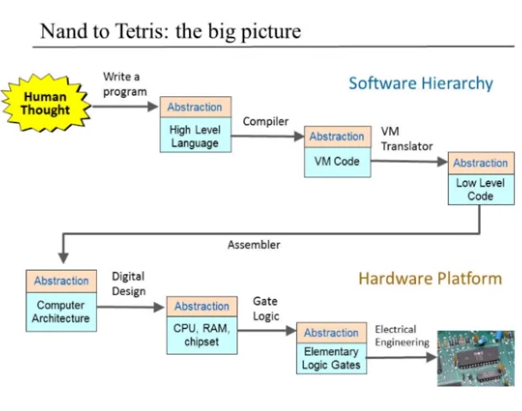 Nand to Tetris: the big picture
Software Hierarchy
Human
Thought
Write a
program
Abstraction
High Level
Language
Compiler
Abstraction
VM Code
VM
Translator
Abstraction
Low Level
Code
Assembler
Hardware Platform
Abstraction
Computer
Architecture
Digital
Design
Abstraction
CPU, RAM,
chipset
Gate
Logic
Abstraction
Elementary
Logic Gates
Electrical
Engineering